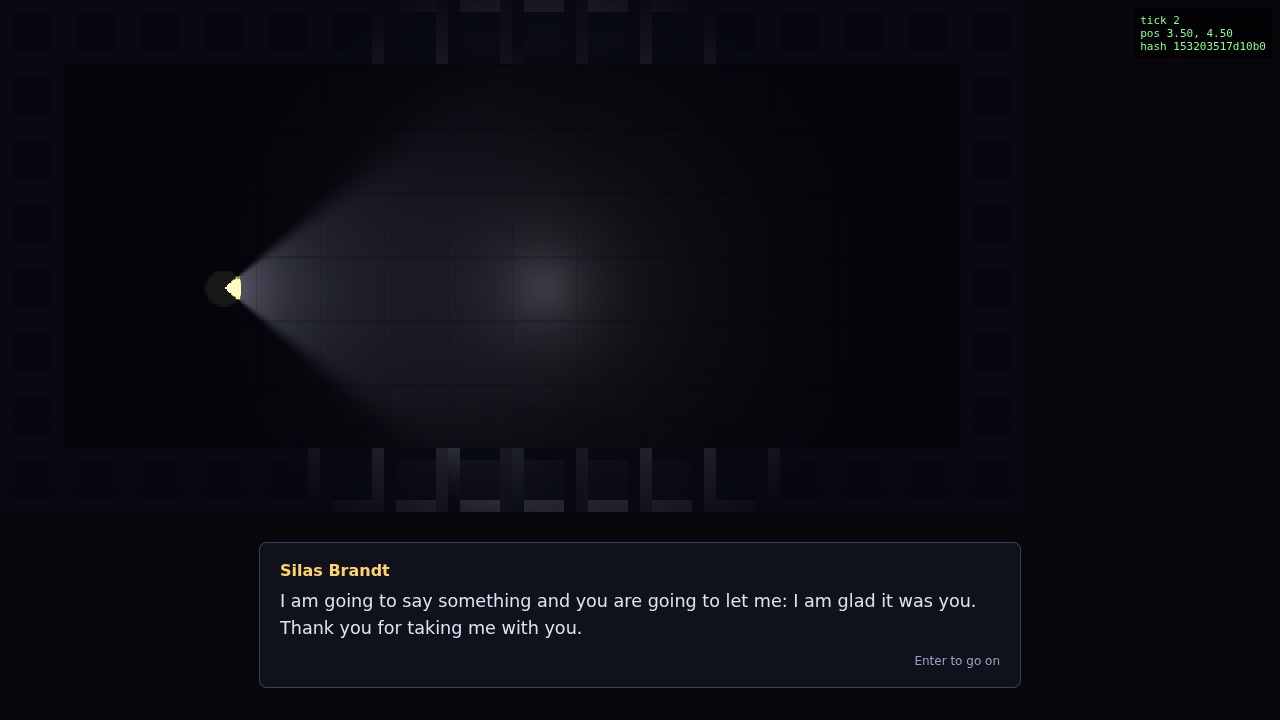 tick 2
pos 3.50, 4.50
hash 153203517d10b0
Silas Brandt
I am going to say something and you are going to let me: I am glad it was you.
Thank you for taking me with you.
Enter to go on